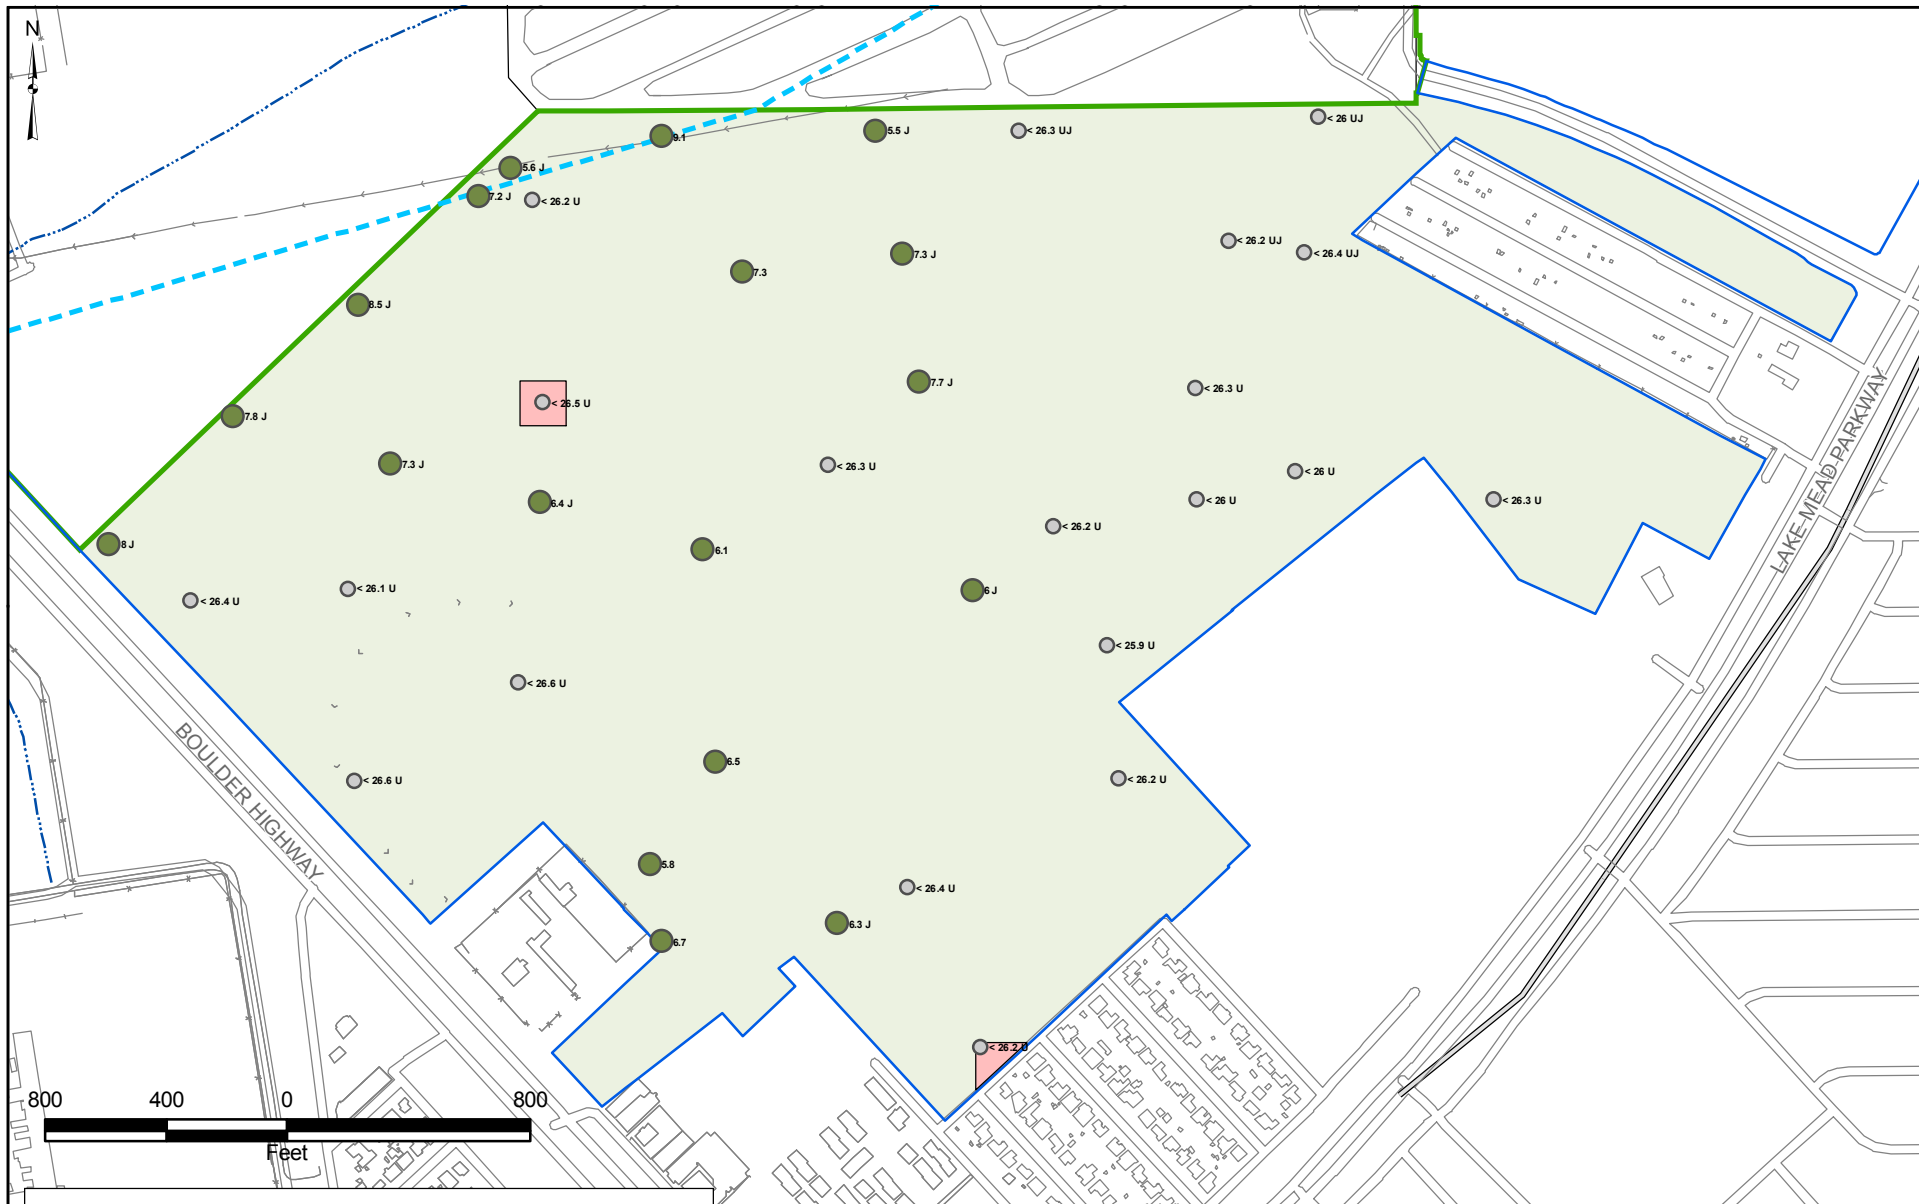 N
9.1
5.5 J
< 26.3 UJ
< 26 UJ
5.6 J
7.2 J
< 26.2 U
7.3 J
< 26.2 UJ
< 26.4 UJ
7.3
8.5 J
7.7 J
< 26.3 U
< 26.5 U
7.8 J
7.3 J
< 26.3 U
< 26 U
6.4 J
< 26 U
< 26.3 U
< 26.2 U
8 J
6.1
6 J
< 26.4 U
< 26.1 U
< 25.9 U
< 26.6 U
6.5
< 26.6 U
< 26.2 U
5.8
< 26.4 U
6.3 J
6.7
< 26.2 U
LAKE MEAD PARKWAY
BOULDER HIGHWAY
800 400 0 800
Feet